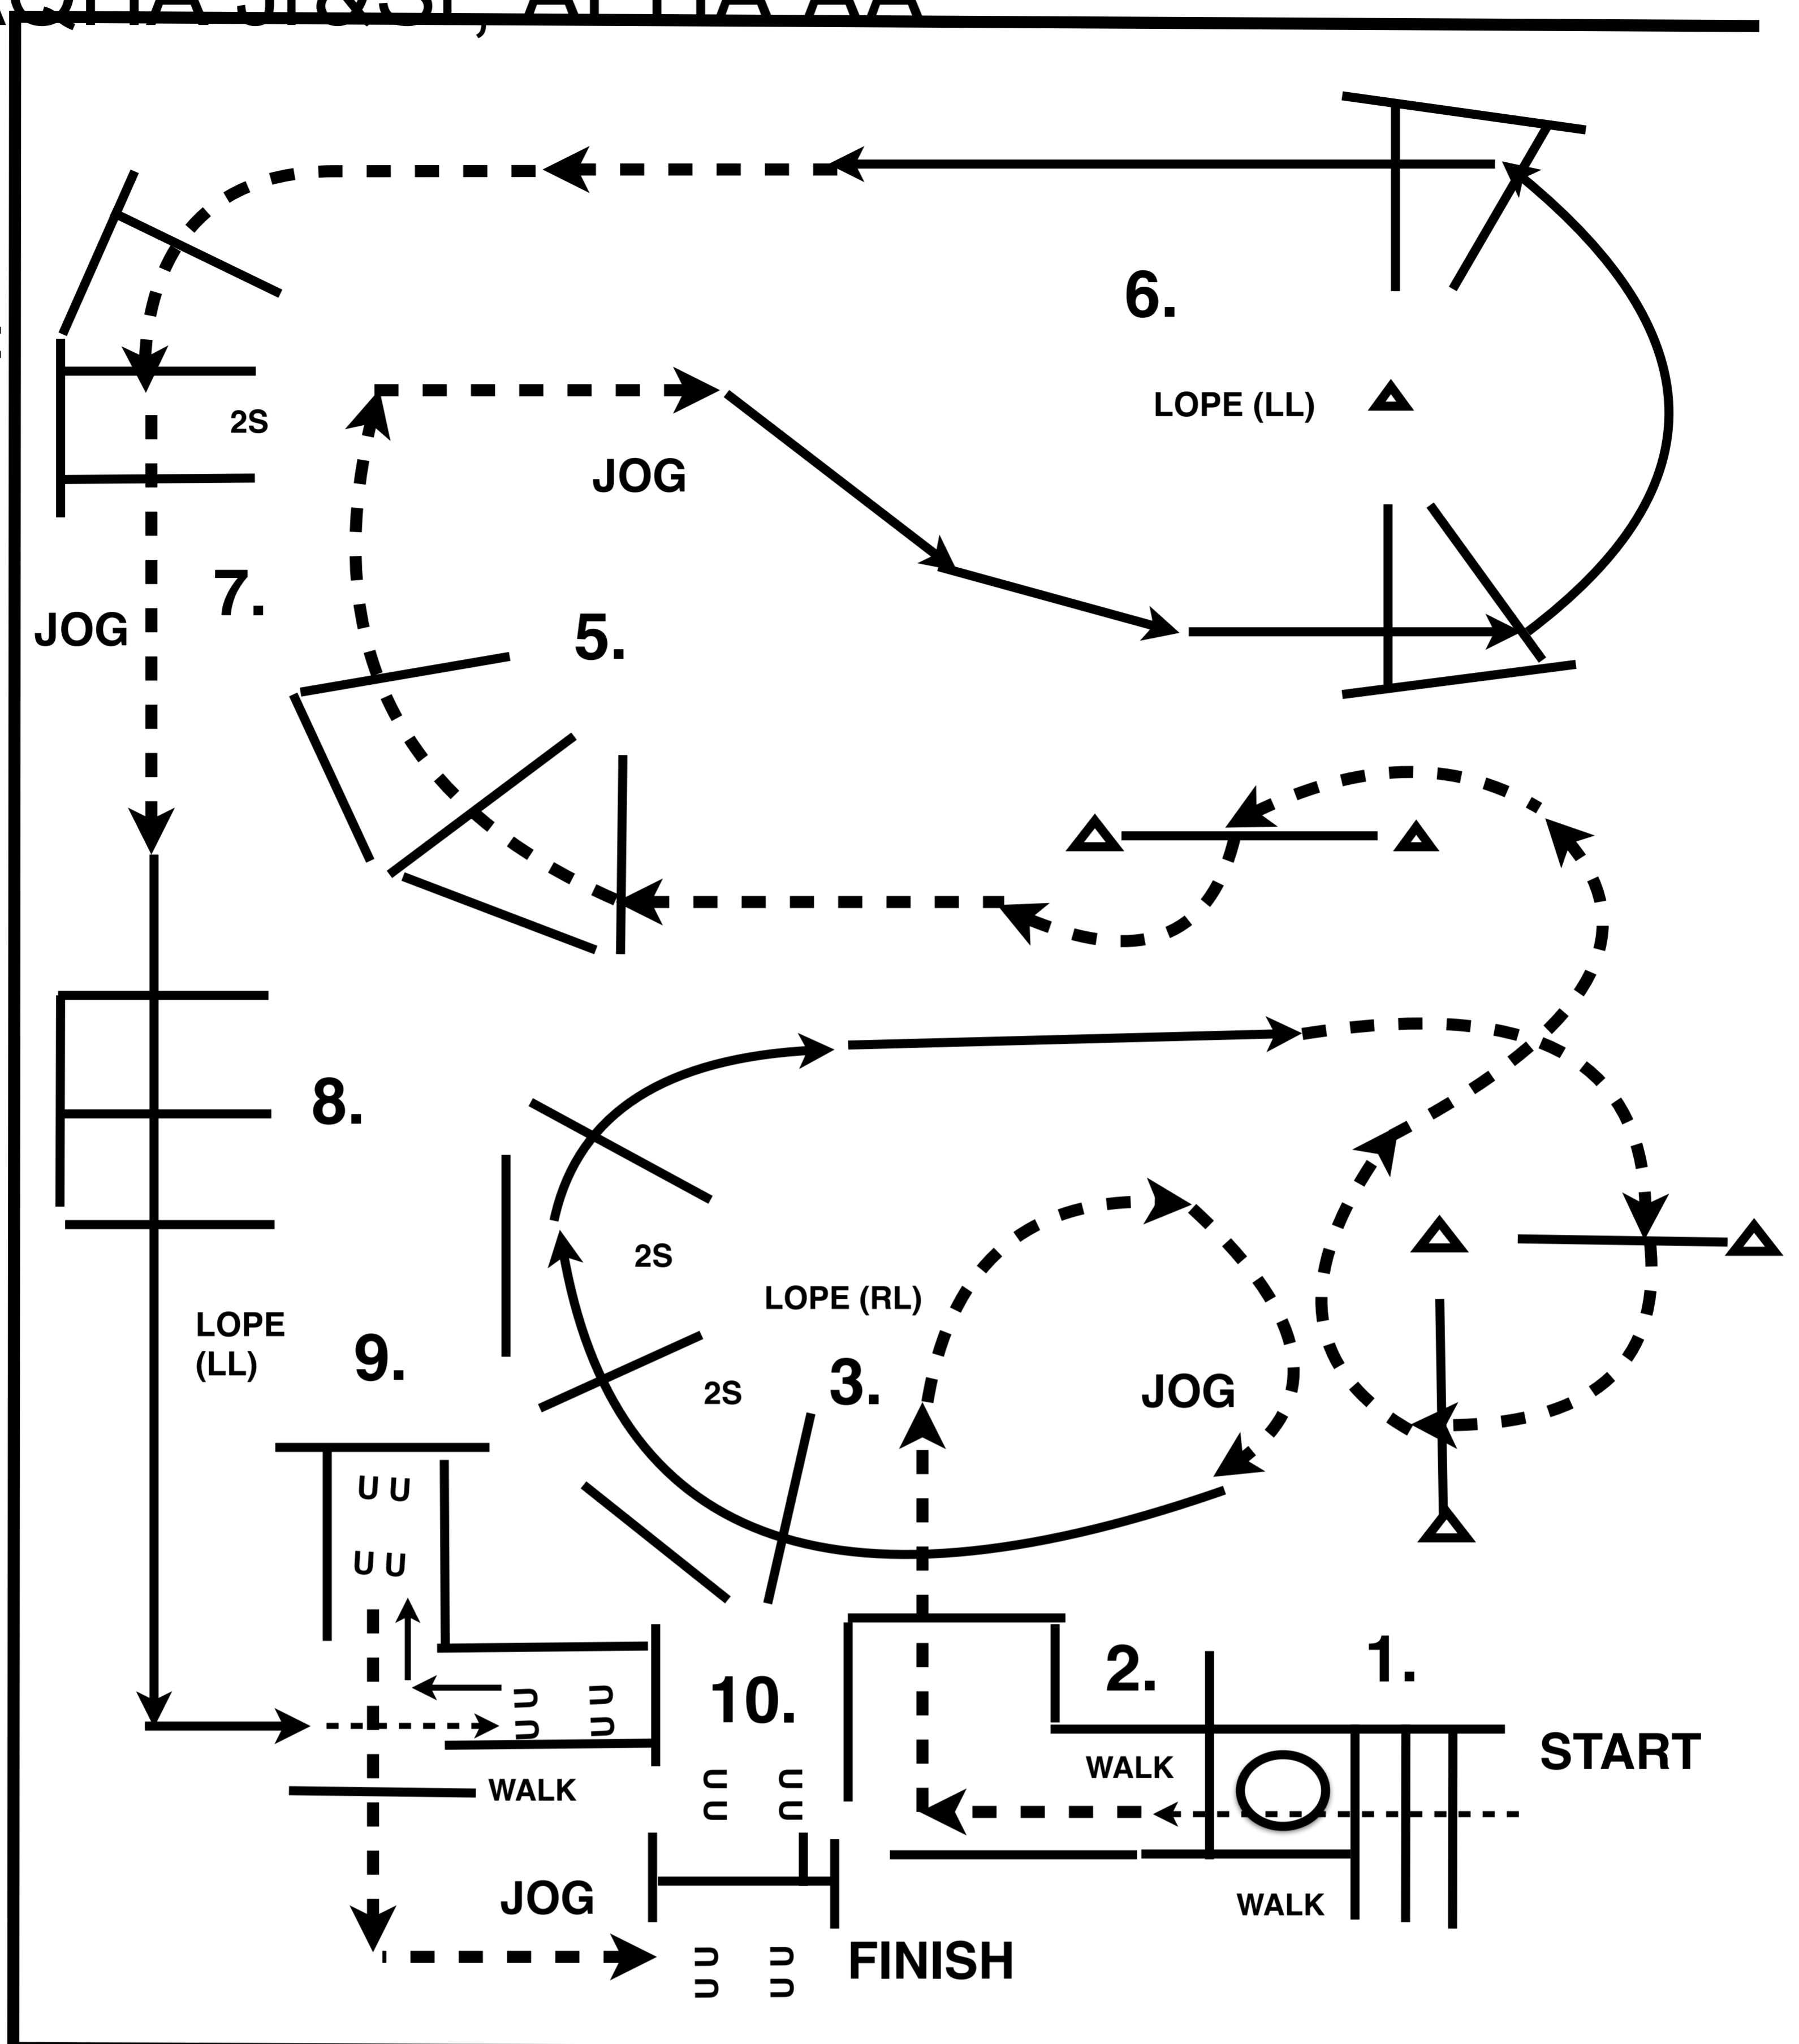 6.
LOPE (LL)
2S
JOG
7.
JOG
5.
8.
2S
LOPE (RL)
LOPE
(LL)
9.
3.
2S
JOG
U U
U U
10.
2.
1.
START
WALK
WALK
WALK
JOG
FINISH